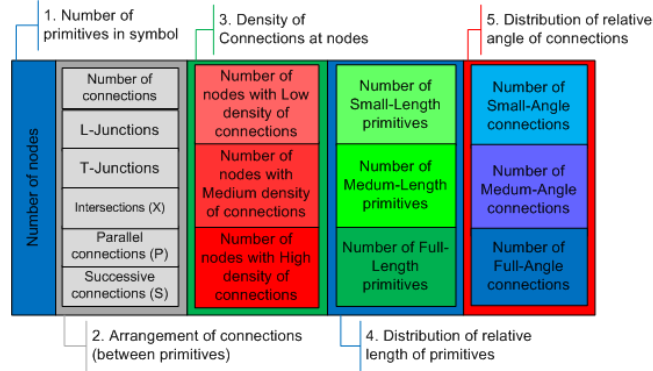 1. Number of
primitives in symbol
3. Density of
Connections at nodes
5. Distribution of relative
angle of connections
Number of nodes
Number of
connections
L-Junctions
T-Junctions
Intersections (X)
Parallel
connections (P)
Successive
connections (S)
Number of
nodes with Low
density of
connections
Number of
nodes with
Medium density
of connections
Number of
nodes with High
density of
connections
Number of
Small-Length
primitives
Number of
Medum-Length
primitives
Number of Full-
Length
primitives
Number of
Small-Angle
connections
Number of
Medum-Angle
connections
Number of
Full-Angle
connections
2. Arrangement of connections
(between primitives)
4. Distribution of relative
length of primitives